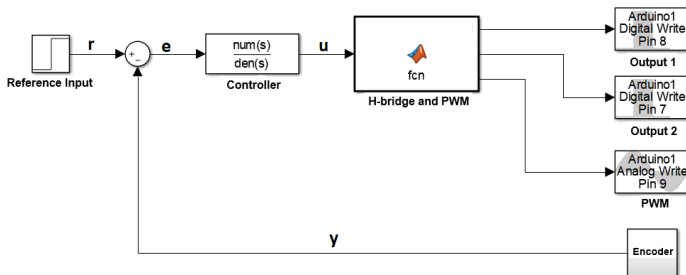 r
Reference Input
+
−
e
num(s)
den(s)
Controller
u
fcn
H-bridge and PWM
Arduino1
Digital Write
Pin 8
Output 1
Arduino1
Digital Write
Pin 7
Output 2
Arduino1
Analog Write
Pin 9
PWM
y
Encoder